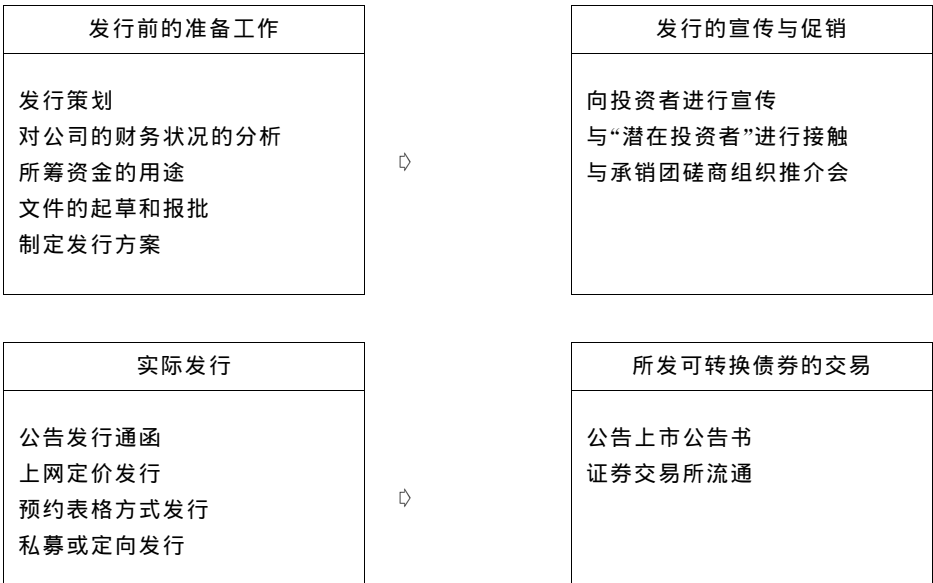 发行前的准备工作
发行策划
对公司的财务状况的分析
所筹资金的用途
文件的起草和报批
制定发行方案
发行的宣传与促销
向投资者进行宣传
与“潜在投资者”进行接触
与承销团磋商组织推介会
实际发行
公告发行通函
上网定价发行
预约表格方式发行
私募或定向发行
所发可转换债券的交易
公告上市公告书
证券交易所流通